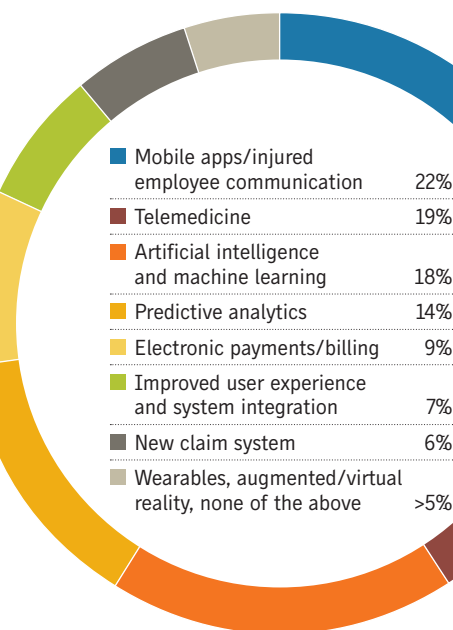 Mobile apps/injured
employee communication 22%
Telemedicine 19%
Artificial intelligence
and machine learning 18%
Predictive analytics 14%
Electronic payments/billing 9%
Improved user experience
and system integration 7%
New claim system 6%
Wearables, augmented/virtual
reality, none of the above >5%